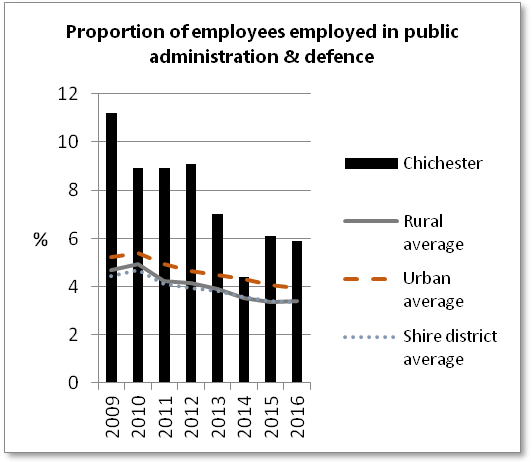 Proportion of employees employed in public
administration & defence
12
10
8
6
4
2
0
%
2009
2010
2011
2012
2013
2014
2015
2016
Chichester
Rural
average
Urban
average
Shire district
average